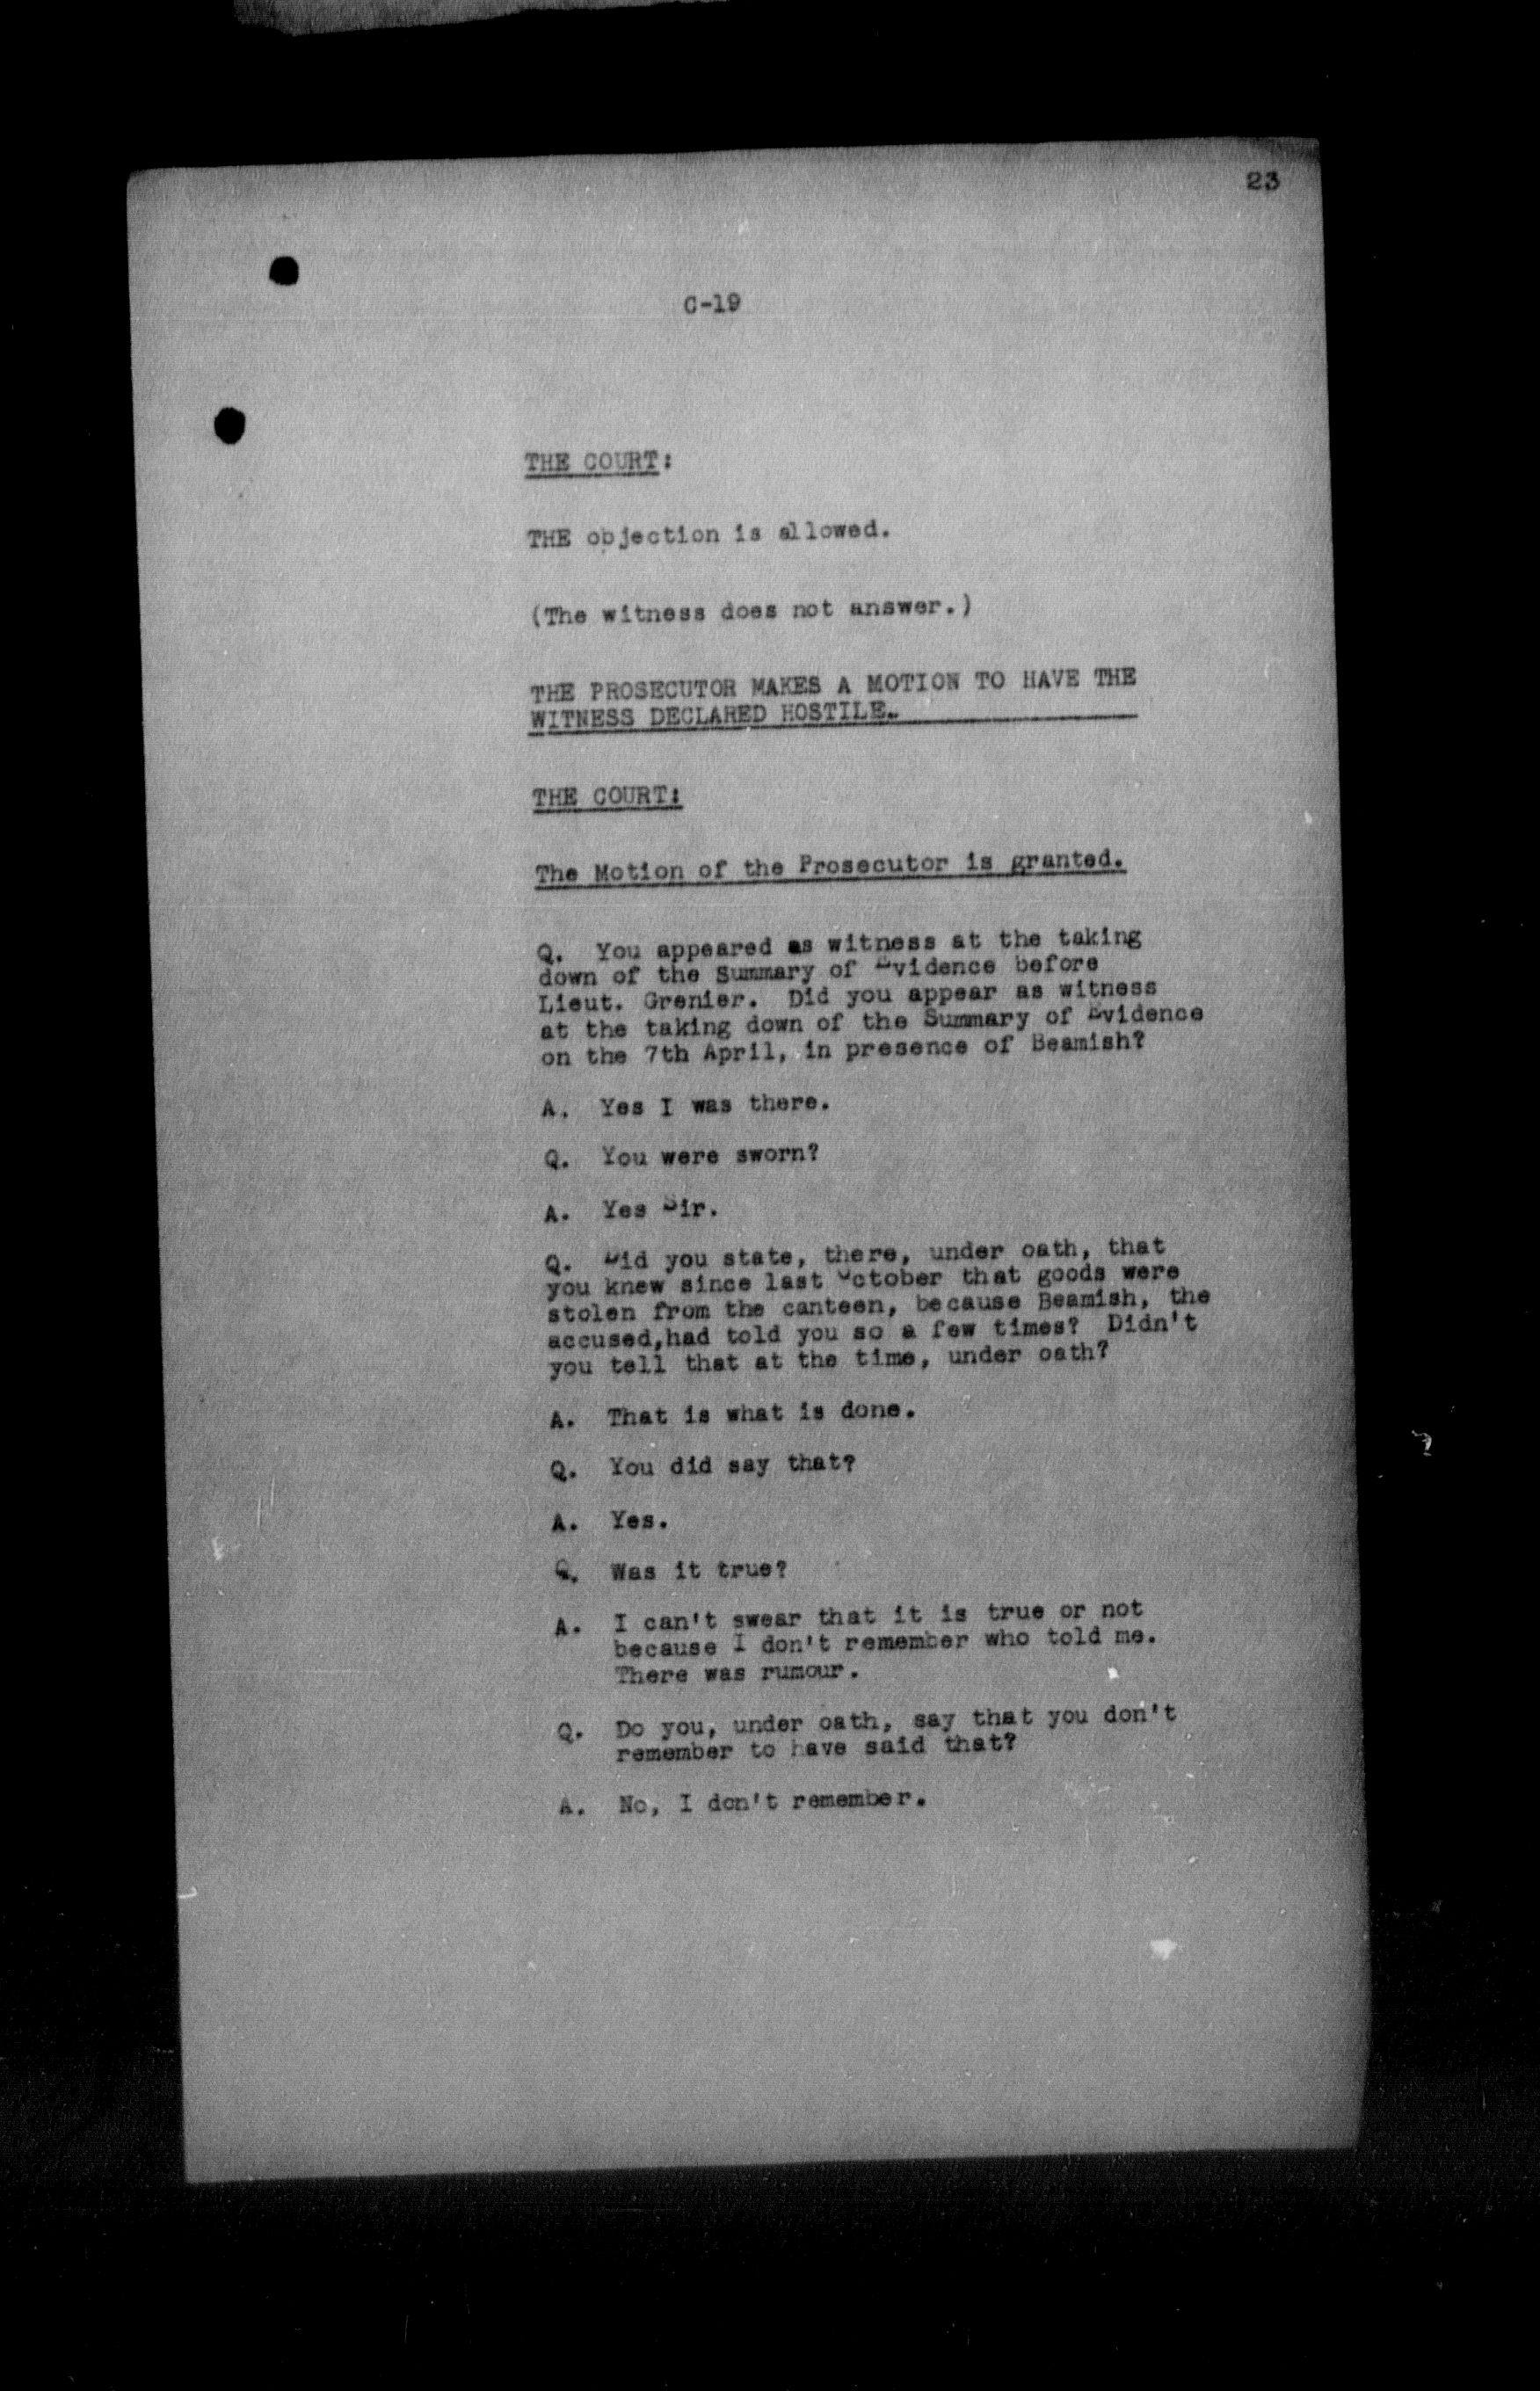 23
C-19
THE COURT:
THE objection is allowed.
(The witness does not answer.)
THE PROSECUTOR MAKES A MOTION TO HAVE THE
WITNESS DECLARED HOSTILE.
THE COURT:
The Motion of the Prosecutor is granted.
Q. You appeared as witness at the taking
down of the Summary of Evidence before
Lieut. Grenier. Did you appear as witness
at the taking down of the Summary of Evidence
on the 7th April, in presence of Beamish?
A. Yes I was there.
Q. You were sworn?
A. Yes Sir.
Q. Did you state, there, under oath, that
you knew since last October that goods were
stolen from the canteen, because Beamish, the
accused,had told you so a few times? Didn't
you tell that at the time, under oath?
A. That is what is done.
Q. You did say that?
A. Yes.
Q. Was it true?
A. I can't swear that it is true or not
because I don't remember who told me.
There was rumour.
Q. Do you, under oath, say that you don't
remember to have said that?
A. No, I don't remember.